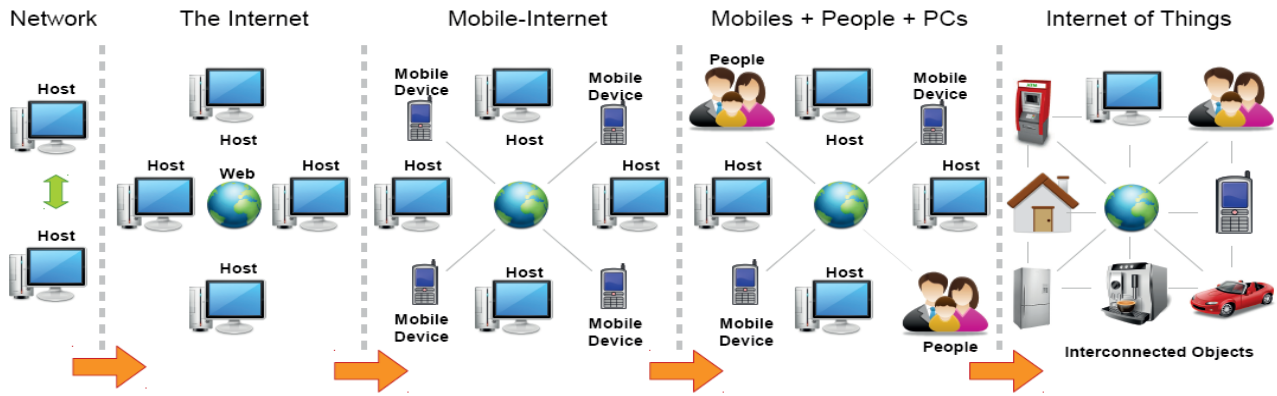 Network
The Internet
Mobile-Internet
Mobiles + People + PCs
Internet of Things
Host
Host
Host
Host
Web
Host
Host
Mobile
Device
Mobile
Device
Host
Host
Host
Host
Mobile
Device
Mobile
Device
People
Mobile
Device
Host
Host
Host
Host
Mobile
Device
People
Interconnected Objects